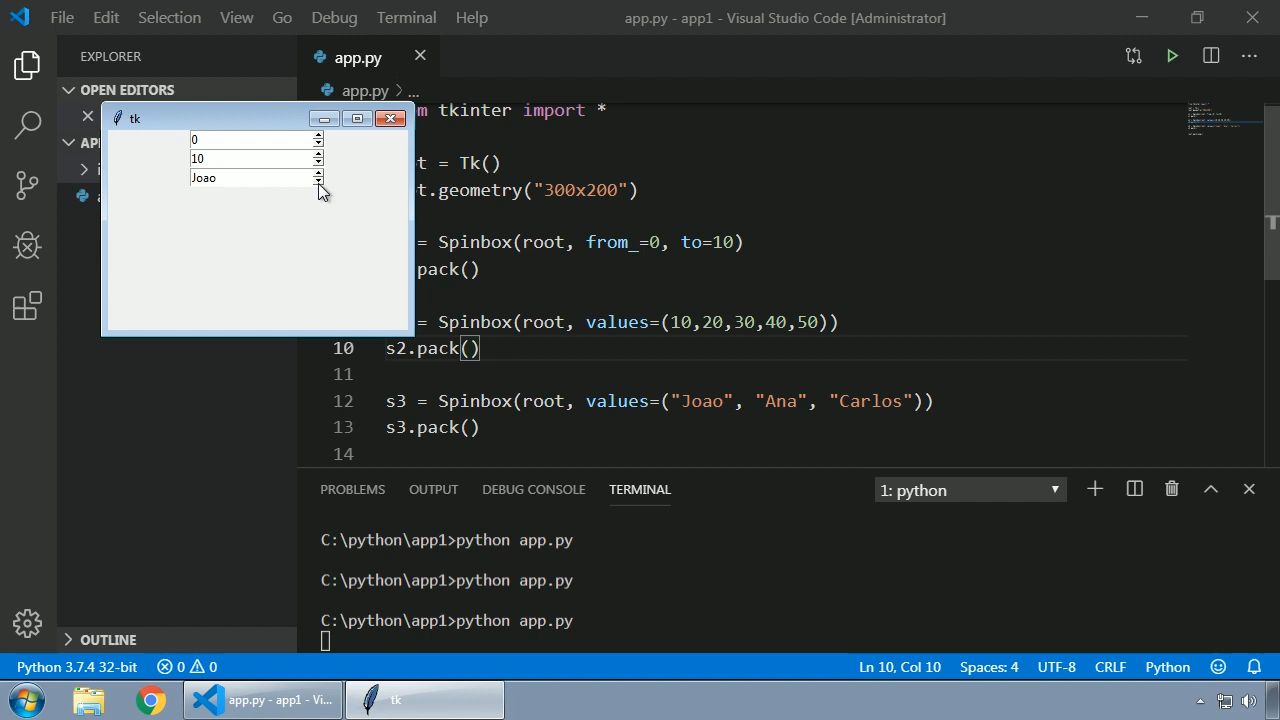 File Edit Selection View Go Debug Terminal Help
app.py - app1 - Visual Studio Code [Administrator]
EXPLORER
OPEN EDITORS
app.py
app.py > ...
tk
0
10
Joao
m tkinter import *
t = Tk()
t.geometry("300x200")
= Spinbox(root, from_=0, to=10)
pack()
= Spinbox(root, values=(10,20,30,40,50))
10 s2.pack()
11
12 s3 = Spinbox(root, values=("Joao", "Ana", "Carlos"))
13 s3.pack()
14
PROBLEMS OUTPUT DEBUG CONSOLE TERMINAL
1: python
C:\python\app1>python app.py
C:\python\app1>python app.py
C:\python\app1>python app.py
OUTLINE
Python 3.7.4 32-bit
0 0
Ln 10, Col 10
Spaces: 4
UTF-8
CRLF
Python
app.py - app1 - Vi...
tk